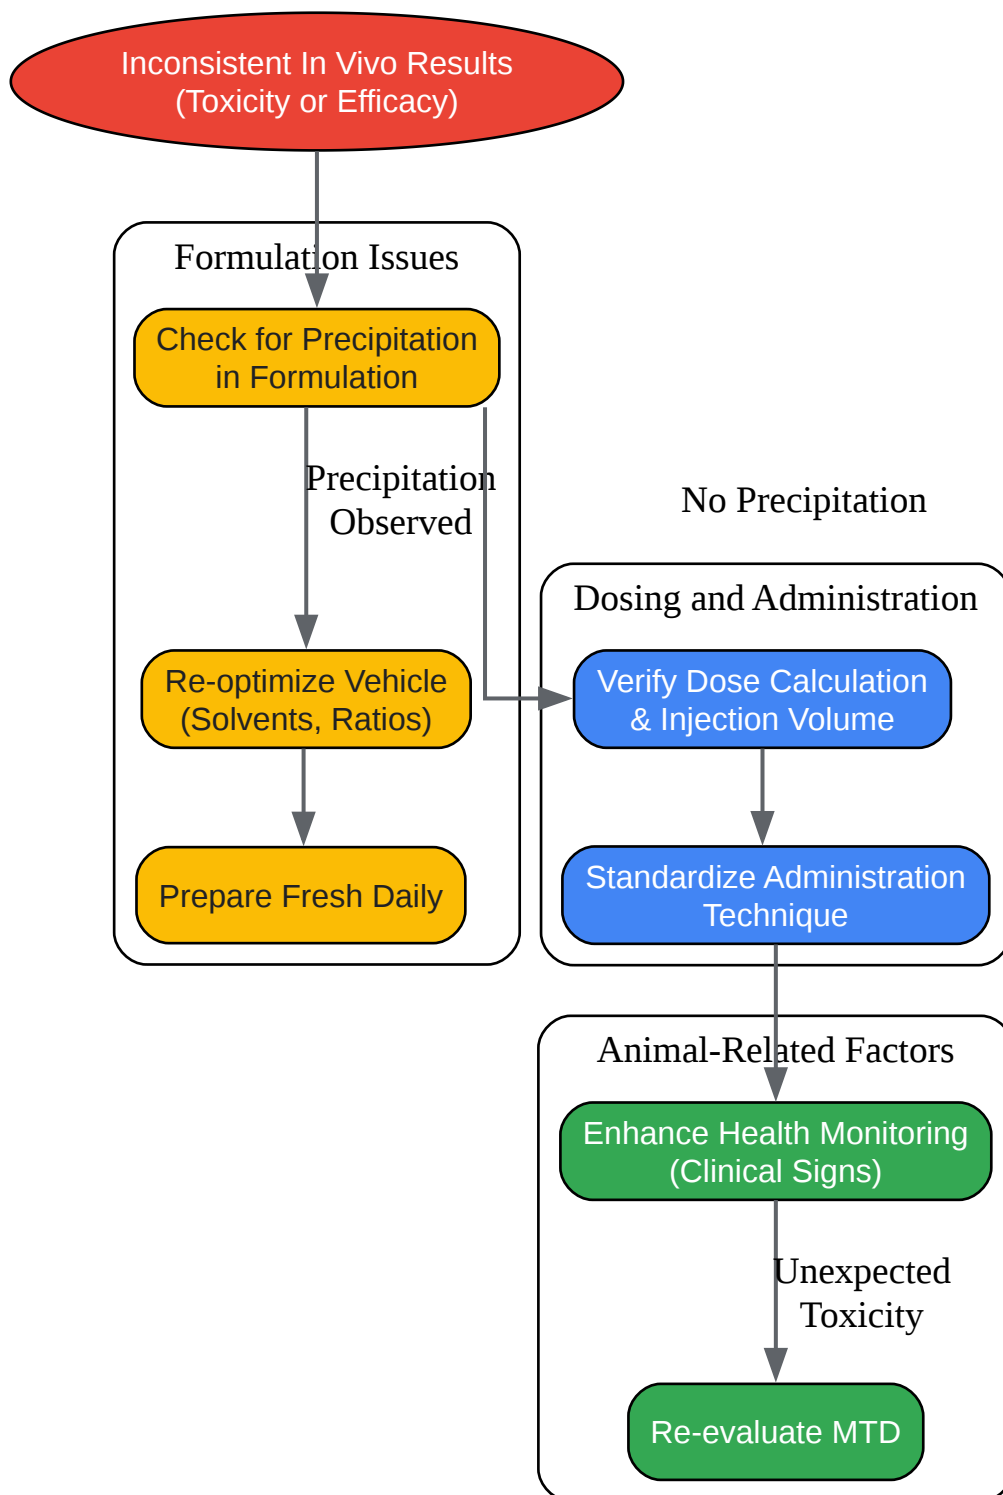 Inconsistent In Vivo Results
(Toxicity or Efficacy)
Formulation Issues
Check for Precipitation
in Formulation
Precipitation
Observed
No Precipitation
Dosing and Administration
Re-optimize Vehicle
(Solvents, Ratios)
Verify Dose Calculation
& Injection Volume
Prepare Fresh Daily
Standardize Administration
Technique
Animal-Related Factors
Enhance Health Monitoring
(Clinical Signs)
Unexpected
Toxicity
Re-evaluate MTD